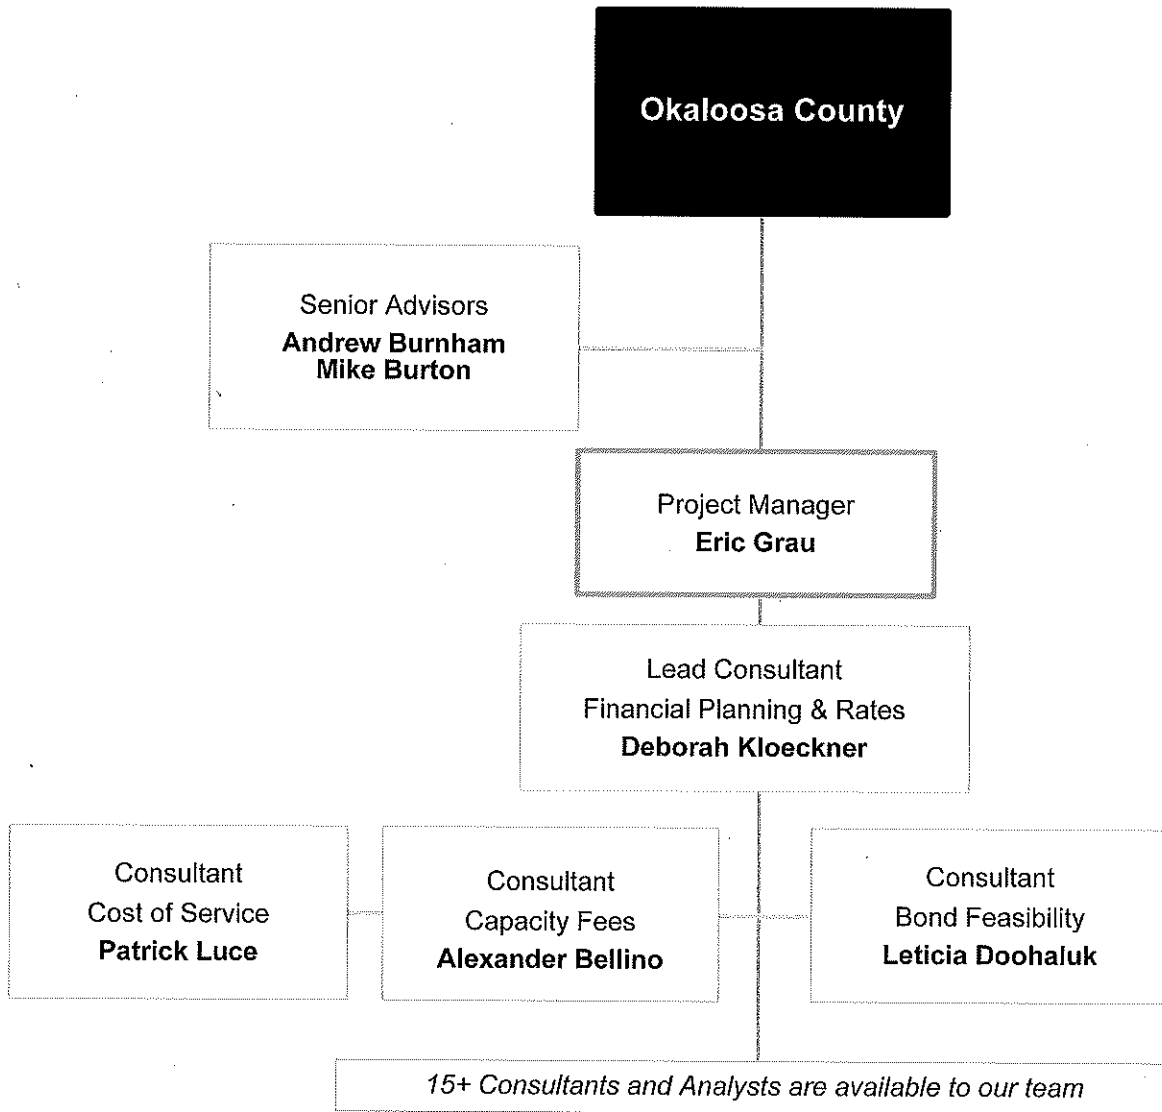 Okaloosa County
Senior Advisors
Andrew Burnham
Mike Burton
Project Manager
Eric Grau
Lead Consultant
Financial Planning & Rates
Deborah Kloeckner
Consultant
Cost of Service
Patrick Luce
Consultant
Capacity Fees
Alexander Bellino
Consultant
Bond Feasibility
Leticia Doohaluk
15+ Consultants and Analysts are available to our team